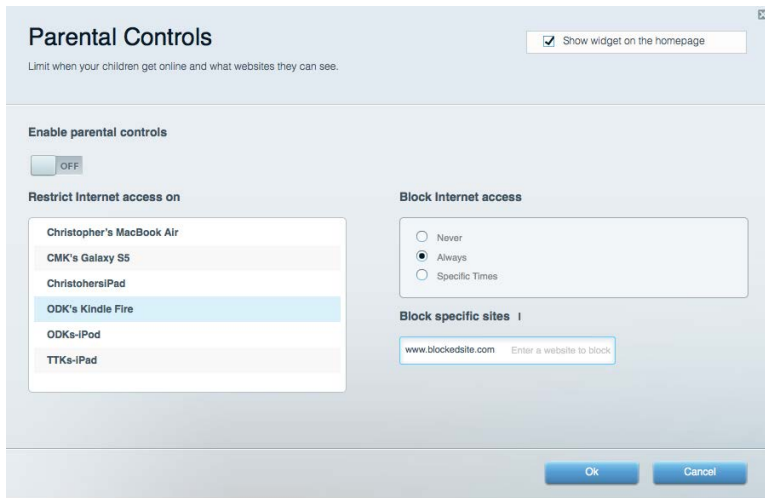 Parental Controls
Show widget on the homepage
Limit when your children get online and what websites they can see.
Enable parental controls
OFF
Restrict Internet access on
Christopher's MacBook Air
CMK's Galaxy S5
ChristohersiPad
ODK's Kindle Fire
ODKs-iPod
TTKs-iPad
Block Internet access
Never
Always
Specific Times
Block specific sites I
www.blockedsite.com Enter a website to block
Ok Cancel